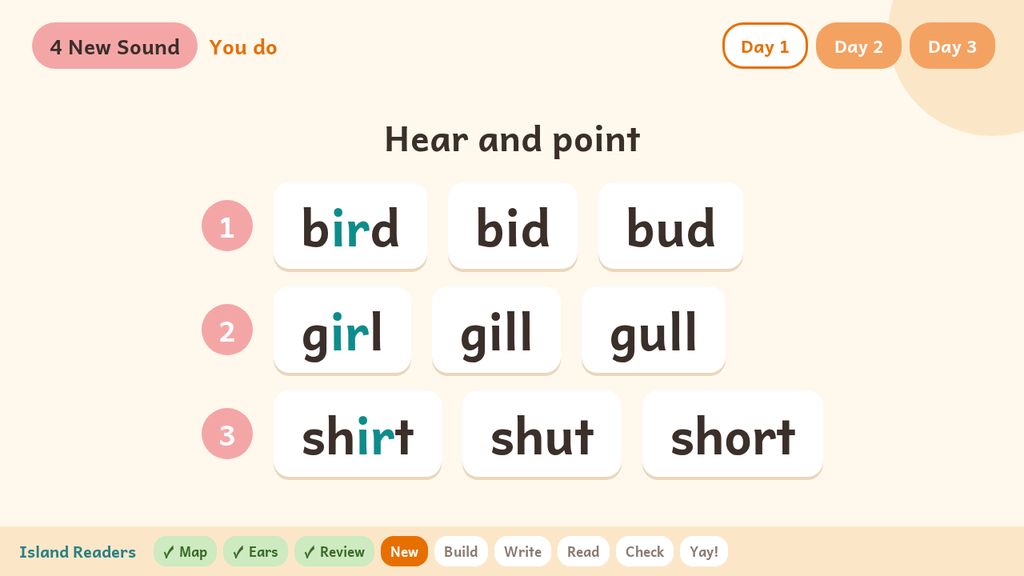 4 New Sound You do Day 1 Day 2 Day 3
Hear and point
1 bird bid bud
2 girl gill gull
3 shirt shut short
Island Readers ✓ Map ✓ Ears ✓ Review New Build Write Read Check Yay!